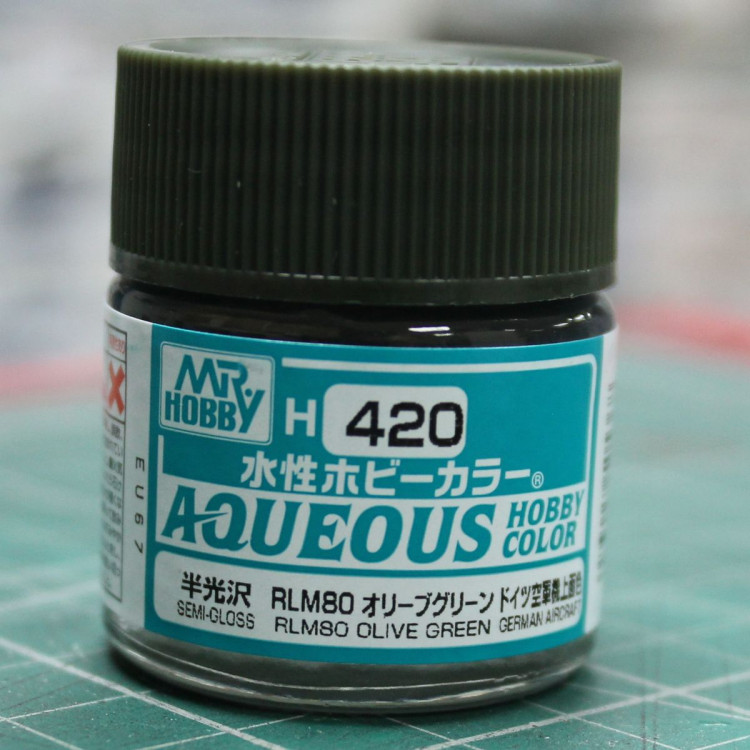 MR.
HOBBY
H 420
水性ホビーカラー®
AQUEOUS HOBBY
COLOR
半光沢 RLM80 オリーブグリーン ドイツ空軍機上面色
SEMI-GLOSS RLM80 OLIVE GREEN GERMAN AIRCRAFT
EU67